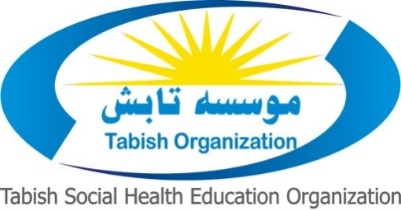 موسسه تابش
Tabish Organization
Tabish Social Health Education Organization